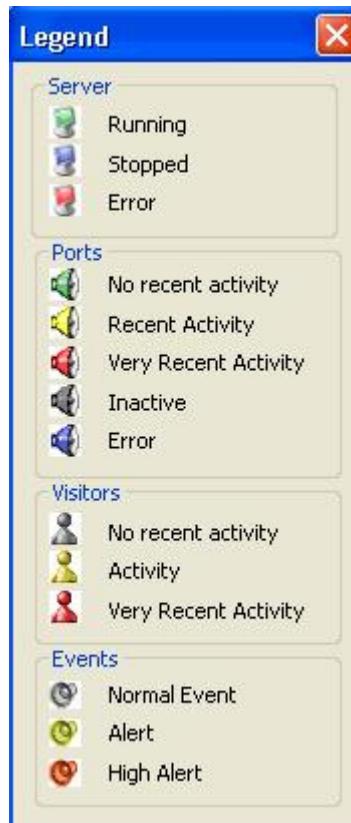 Legend
Server
Running
Stopped
Error
Ports
No recent activity
Recent Activity
Very Recent Activity
Inactive
Error
Visitors
No recent activity
Activity
Very Recent Activity
Events
Normal Event
Alert
High Alert